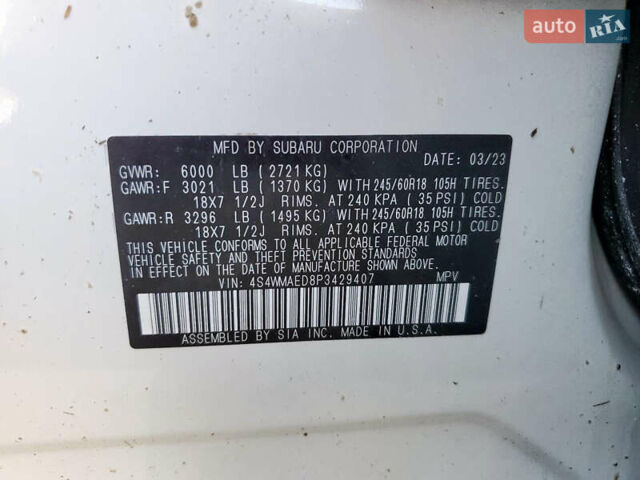 auto RIA.com
MFD BY SUBARU CORPORATION
GVWR: 6000 LB ( 2721 KG) DATE: 03/23
GAWR:F 3021 LB ( 1370 KG) WITH 245/60R18 105H TIRES.
18X7 1/2J RIMS. AT 240 KPA ( 35 PSI) COLD
GAWR:R 3296 LB ( 1495 KG) WITH 245/60R18 105H TIRES.
18X7 1/2J RIMS. AT 240 KPA ( 35 PSI) COLD
THIS VEHICLE CONFORMS TO ALL APPLICABLE FEDERAL MOTOR
VEHICLE SAFETY AND THEFT PREVENTION STANDARDS IN
EFFECT ON THE DATE OF MANUFACTURE SHOWN ABOVE.
VIN: 4S4WMAED8P3429407 MPV
ASSEMBLED BY SIA INC. MADE IN U.S.A.